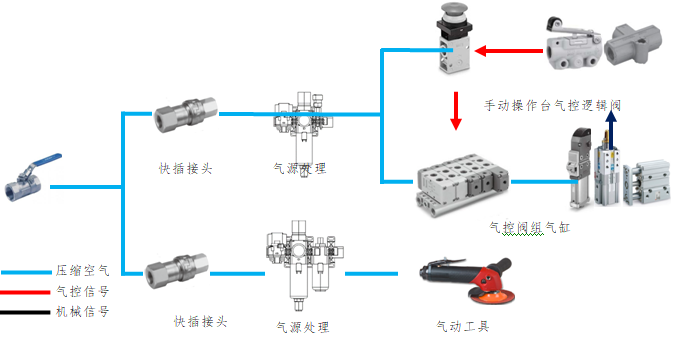 手动操作台气控逻辑阀
快插接头
气源处理
气控阀组气缸
压缩空气
气控信号
机械信号
快插接头
气源处理
气动工具